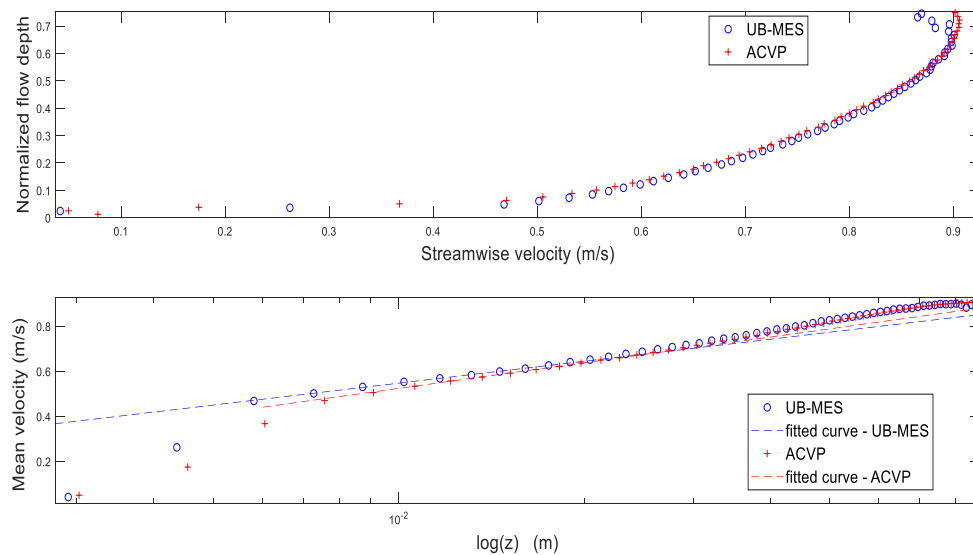 0.7
0.6
0.5
0.4
0.3
0.2
0.1
0
Normalized flow depth
UB-MES
ACVP
0.1 0.2 0.3 0.4 0.5 0.6 0.7 0.8 0.9
Streamwise velocity (m/s)
0.8
0.6
0.4
0.2
Mean velocity (m/s)
UB-MES
fitted curve - UB-MES
ACVP
fitted curve - ACVP
10-2
log(z) (m)